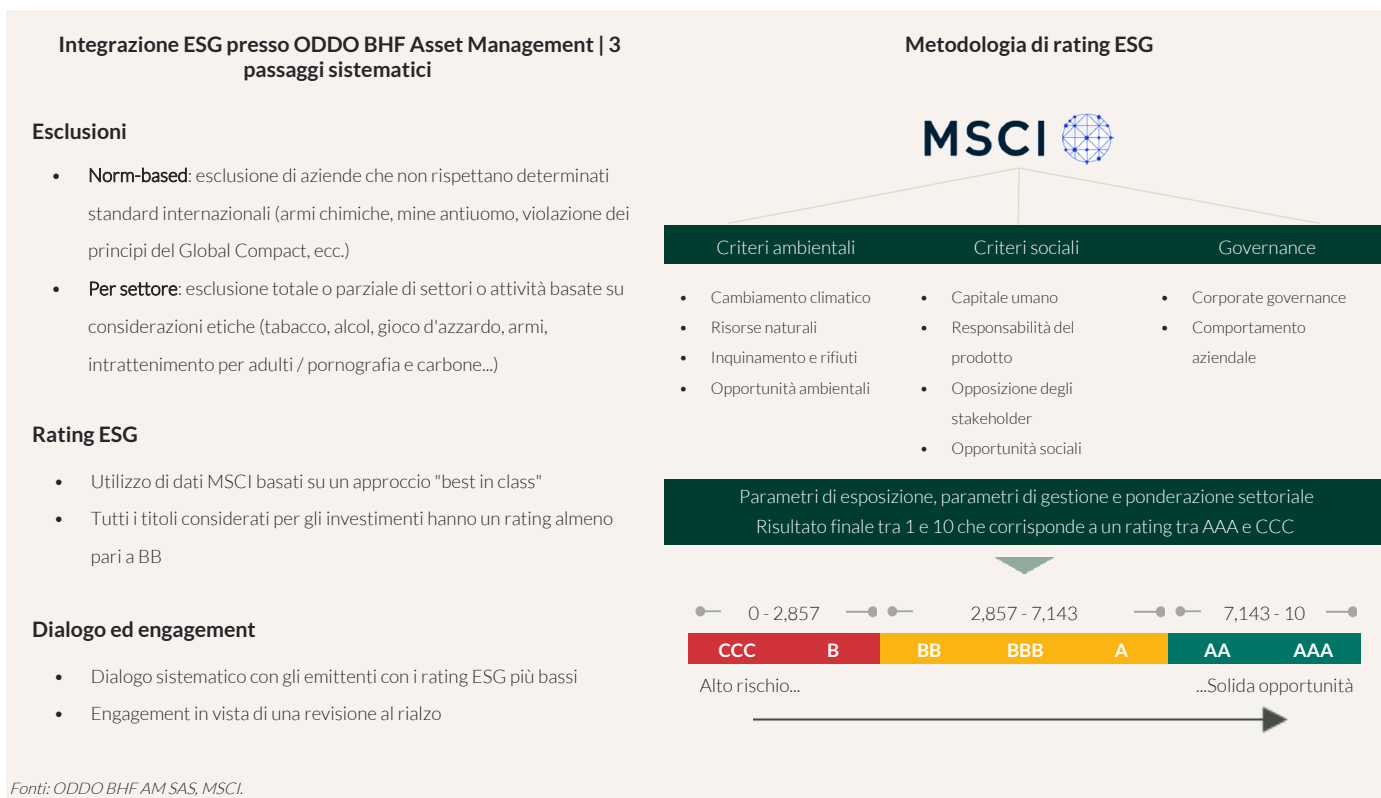 Integrazione ESG presso ODDO BHF Asset Management | 3
passaggi sistematici
Esclusioni
• Norm-based: esclusione di aziende che non rispettano determinati
standard internazionali (armi chimiche, mine antiuomo, violazione dei
principi del Global Compact, ecc.)
• Per settore: esclusione totale o parziale di settori o attività basate su
considerazioni etiche (tabacco, alcol, gioco d'azzardo, armi,
intrattenimento per adulti / pornografia e carbone...)
Rating ESG
• Utilizzo di dati MSCI basati su un approccio "best in class"
• Tutti i titoli considerati per gli investimenti hanno un rating almeno
pari a BB
Dialogo ed engagement
• Dialogo sistematico con gli emittenti con i rating ESG più bassi
• Engagement in vista di una revisione al rialzo
Metodologia di rating ESG
MSCI
Criteri ambientali
• Cambiamento climatico
• Risorse naturali
• Inquinamento e rifiuti
• Opportunità ambientali
Criteri sociali
• Capitale umano
• Responsabilità del
prodotto
• Opposizione degli
stakeholder
• Opportunità sociali
Governance
• Corporate governance
• Comportamento
aziendale
Parametri di esposizione, parametri di gestione e ponderazione settoriale
Risultato finale tra 1 e 10 che corrisponde a un rating tra AAA e CCC
0 - 2,857 2,857 - 7,143 7,143 - 10
CCC B BB BBB A AA AAA
Alto rischio... ...Solida opportunità
Fonti: ODDO BHF AM SAS, MSCI.